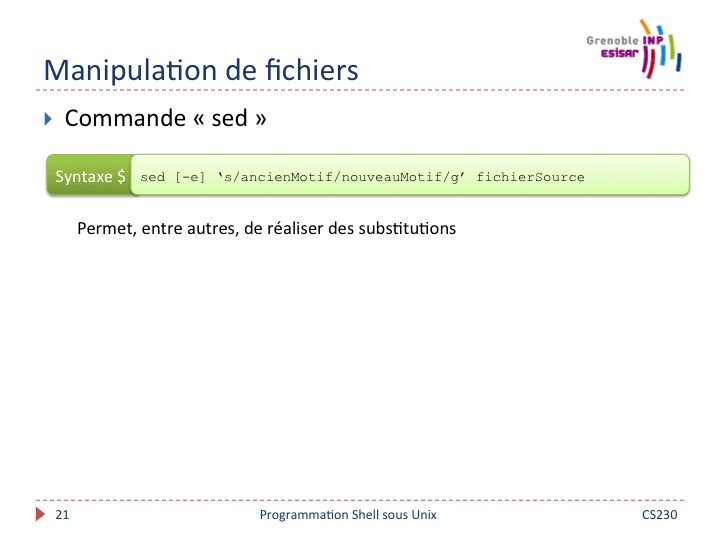 Grenoble INP
ESISAR
Manipulation de fichiers
Commande « sed »
Syntaxe $ sed [-e] ‘s/ancienMotif/nouveauMotif/g’ fichierSource
Permet, entre autres, de réaliser des substitutions
21 Programmation Shell sous Unix CS230